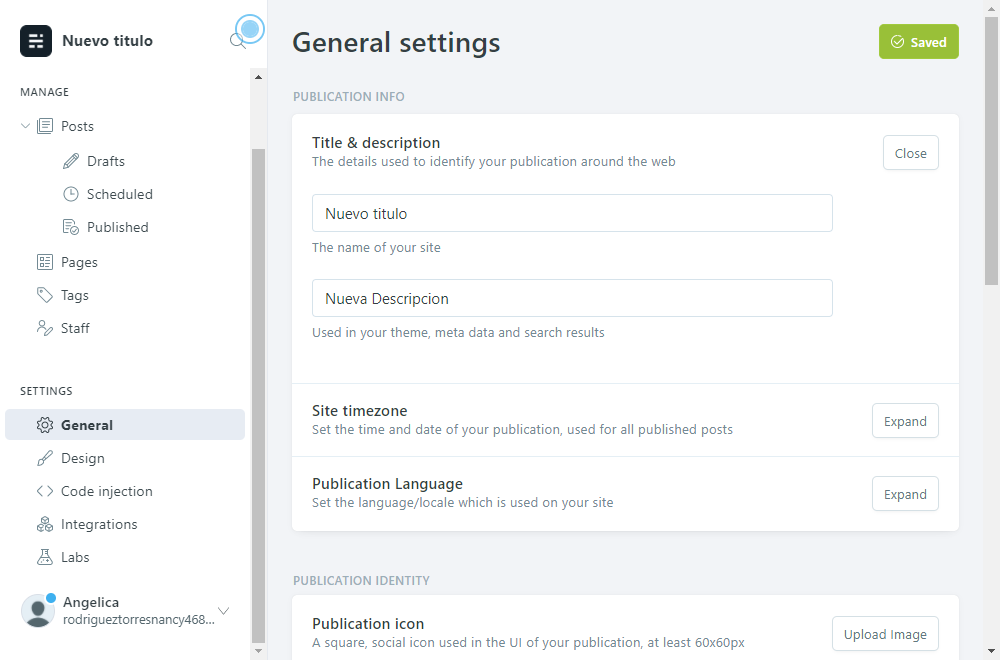 Nuevo titulo
MANAGE
Posts
Drafts
Scheduled
Published
Pages
Tags
Staff
SETTINGS
General
Design
Code injection
Integrations
Labs
Angelica
rodrigueztorresnancy468...
General settings
Saved
PUBLICATION INFO
Title & description
The details used to identify your publication around the web
Close
Nuevo titulo
The name of your site
Nueva Descripcion
Used in your theme, meta data and search results
Site timezone
Set the time and date of your publication, used for all published posts
Expand
Publication Language
Set the language/locale which is used on your site
Expand
PUBLICATION IDENTITY
Publication icon
A square, social icon used in the UI of your publication, at least 60x60px
Upload Image